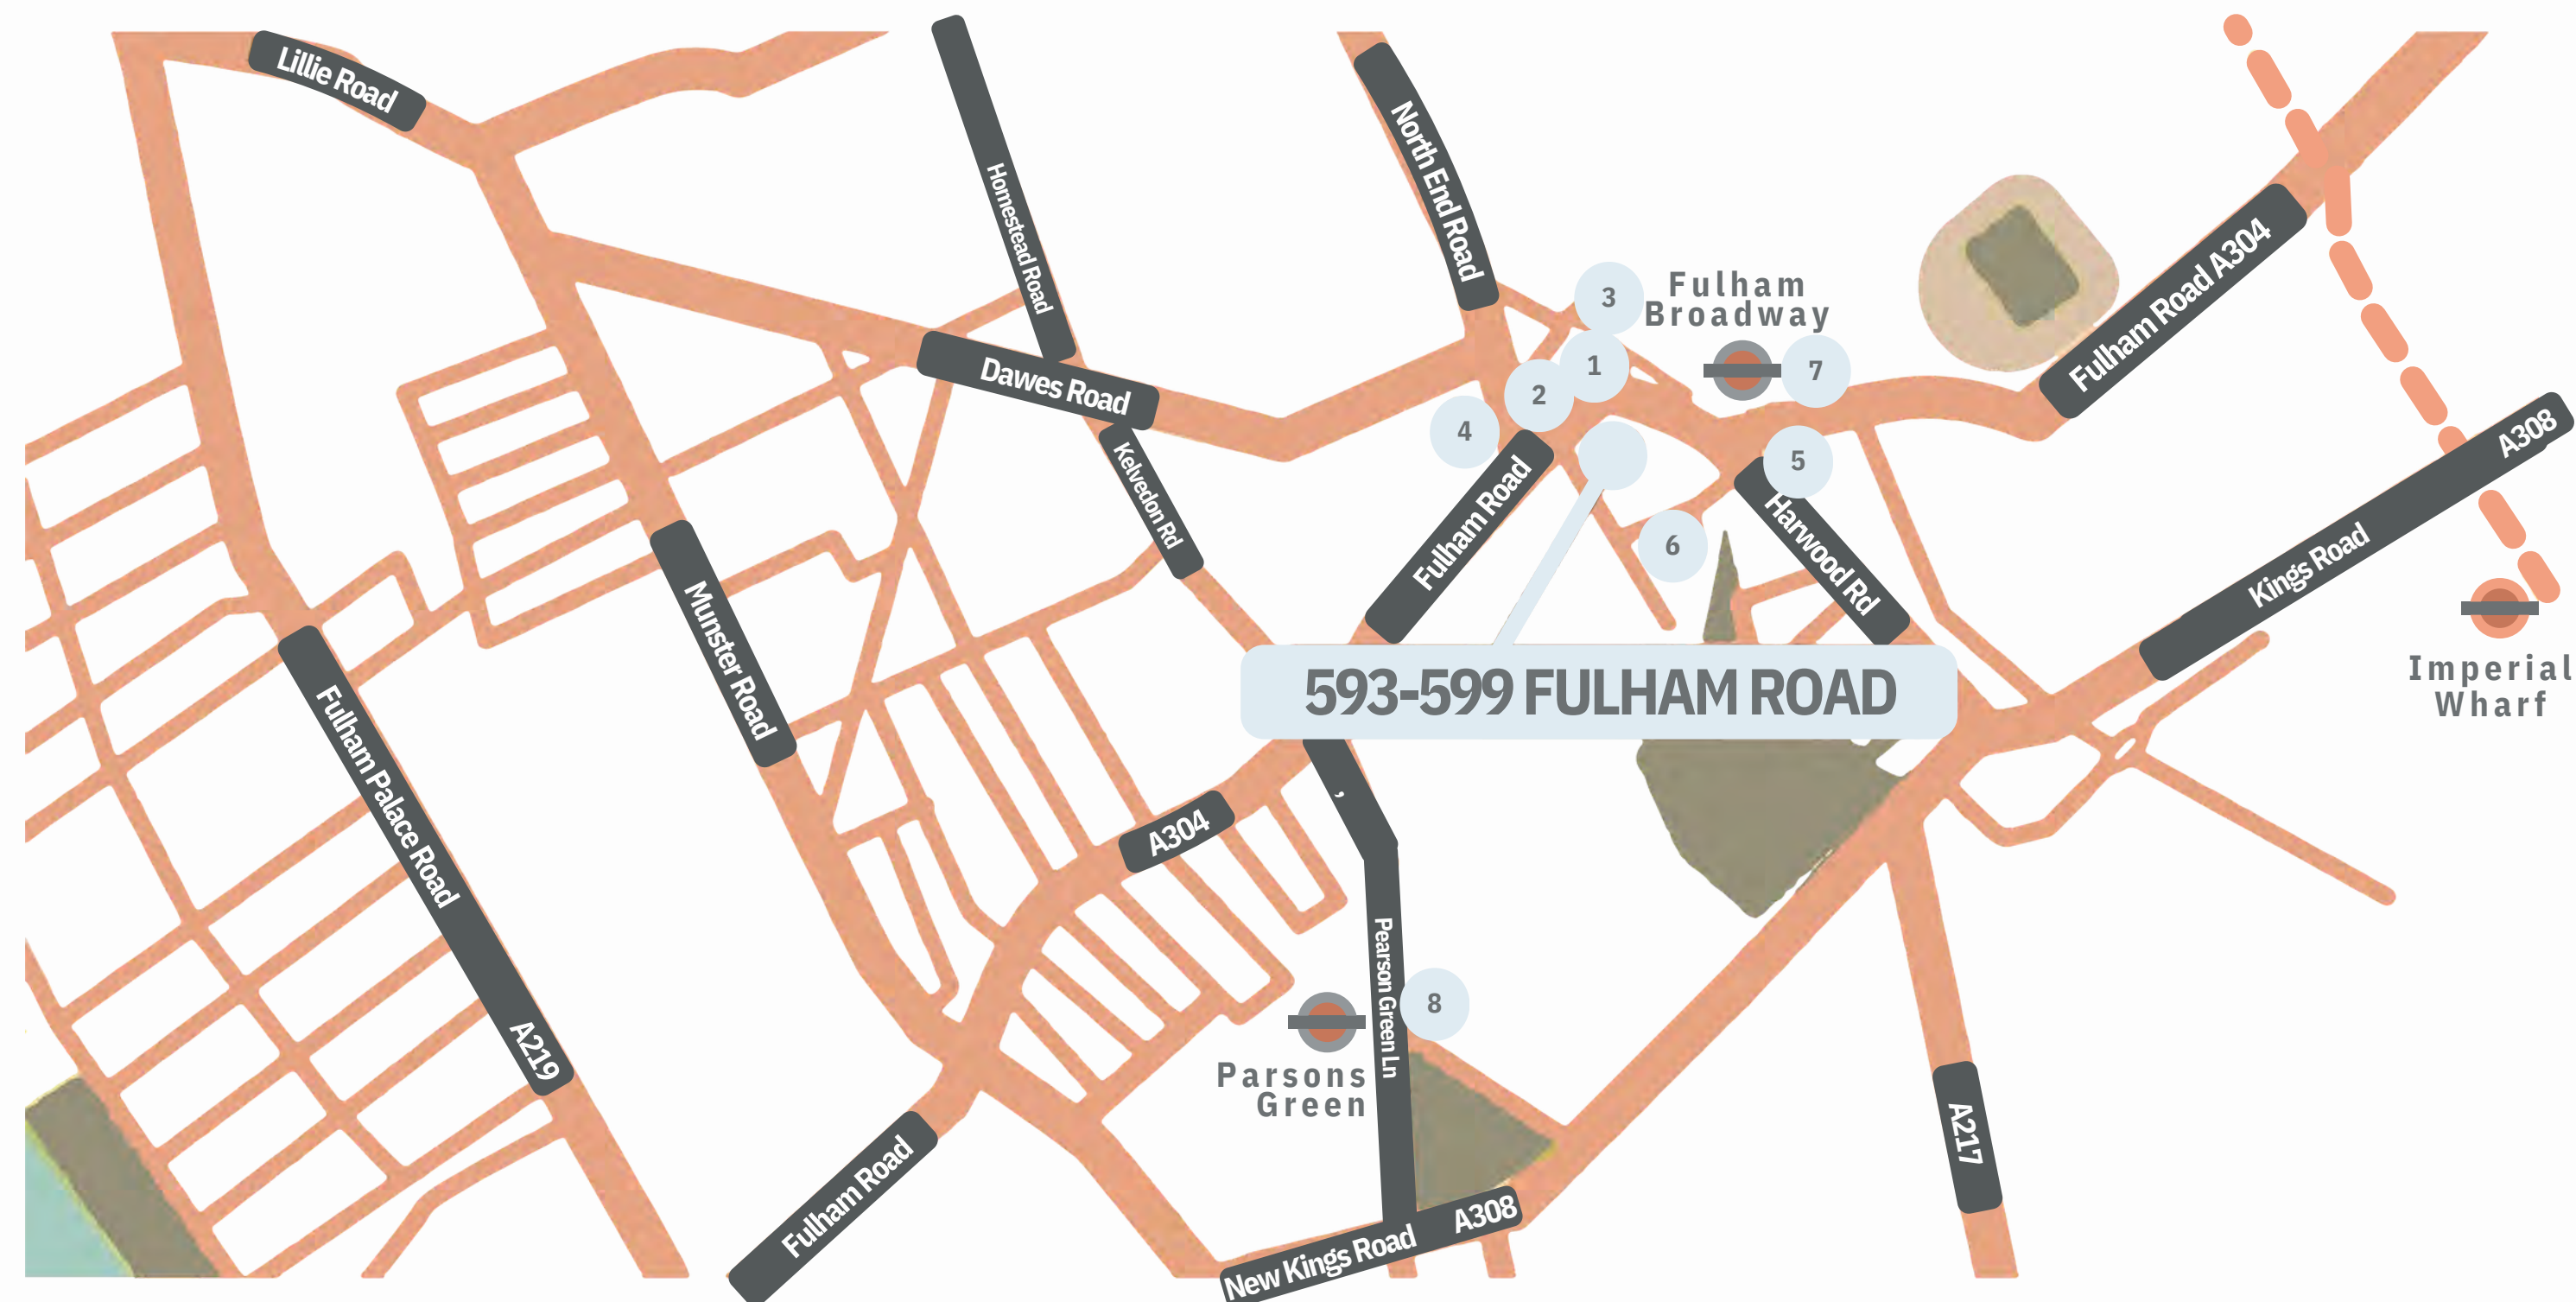 Lillie Road
Homestead Road
North End Road
3
Fulham
Broadway
Fulham Road A304
1
7
Dawes Road
2
4
A308
5
Kelvedon Rd
Fulham Road
6
Harwood Rd
Kings Road
Munster Road
593-599 FULHAM ROAD
Imperial
Wharf
Fulham Palace Road
,
A304
Pearson Green Ln
8
A219
Parsons
Green
A217
Fulham Road
New Kings Road A308